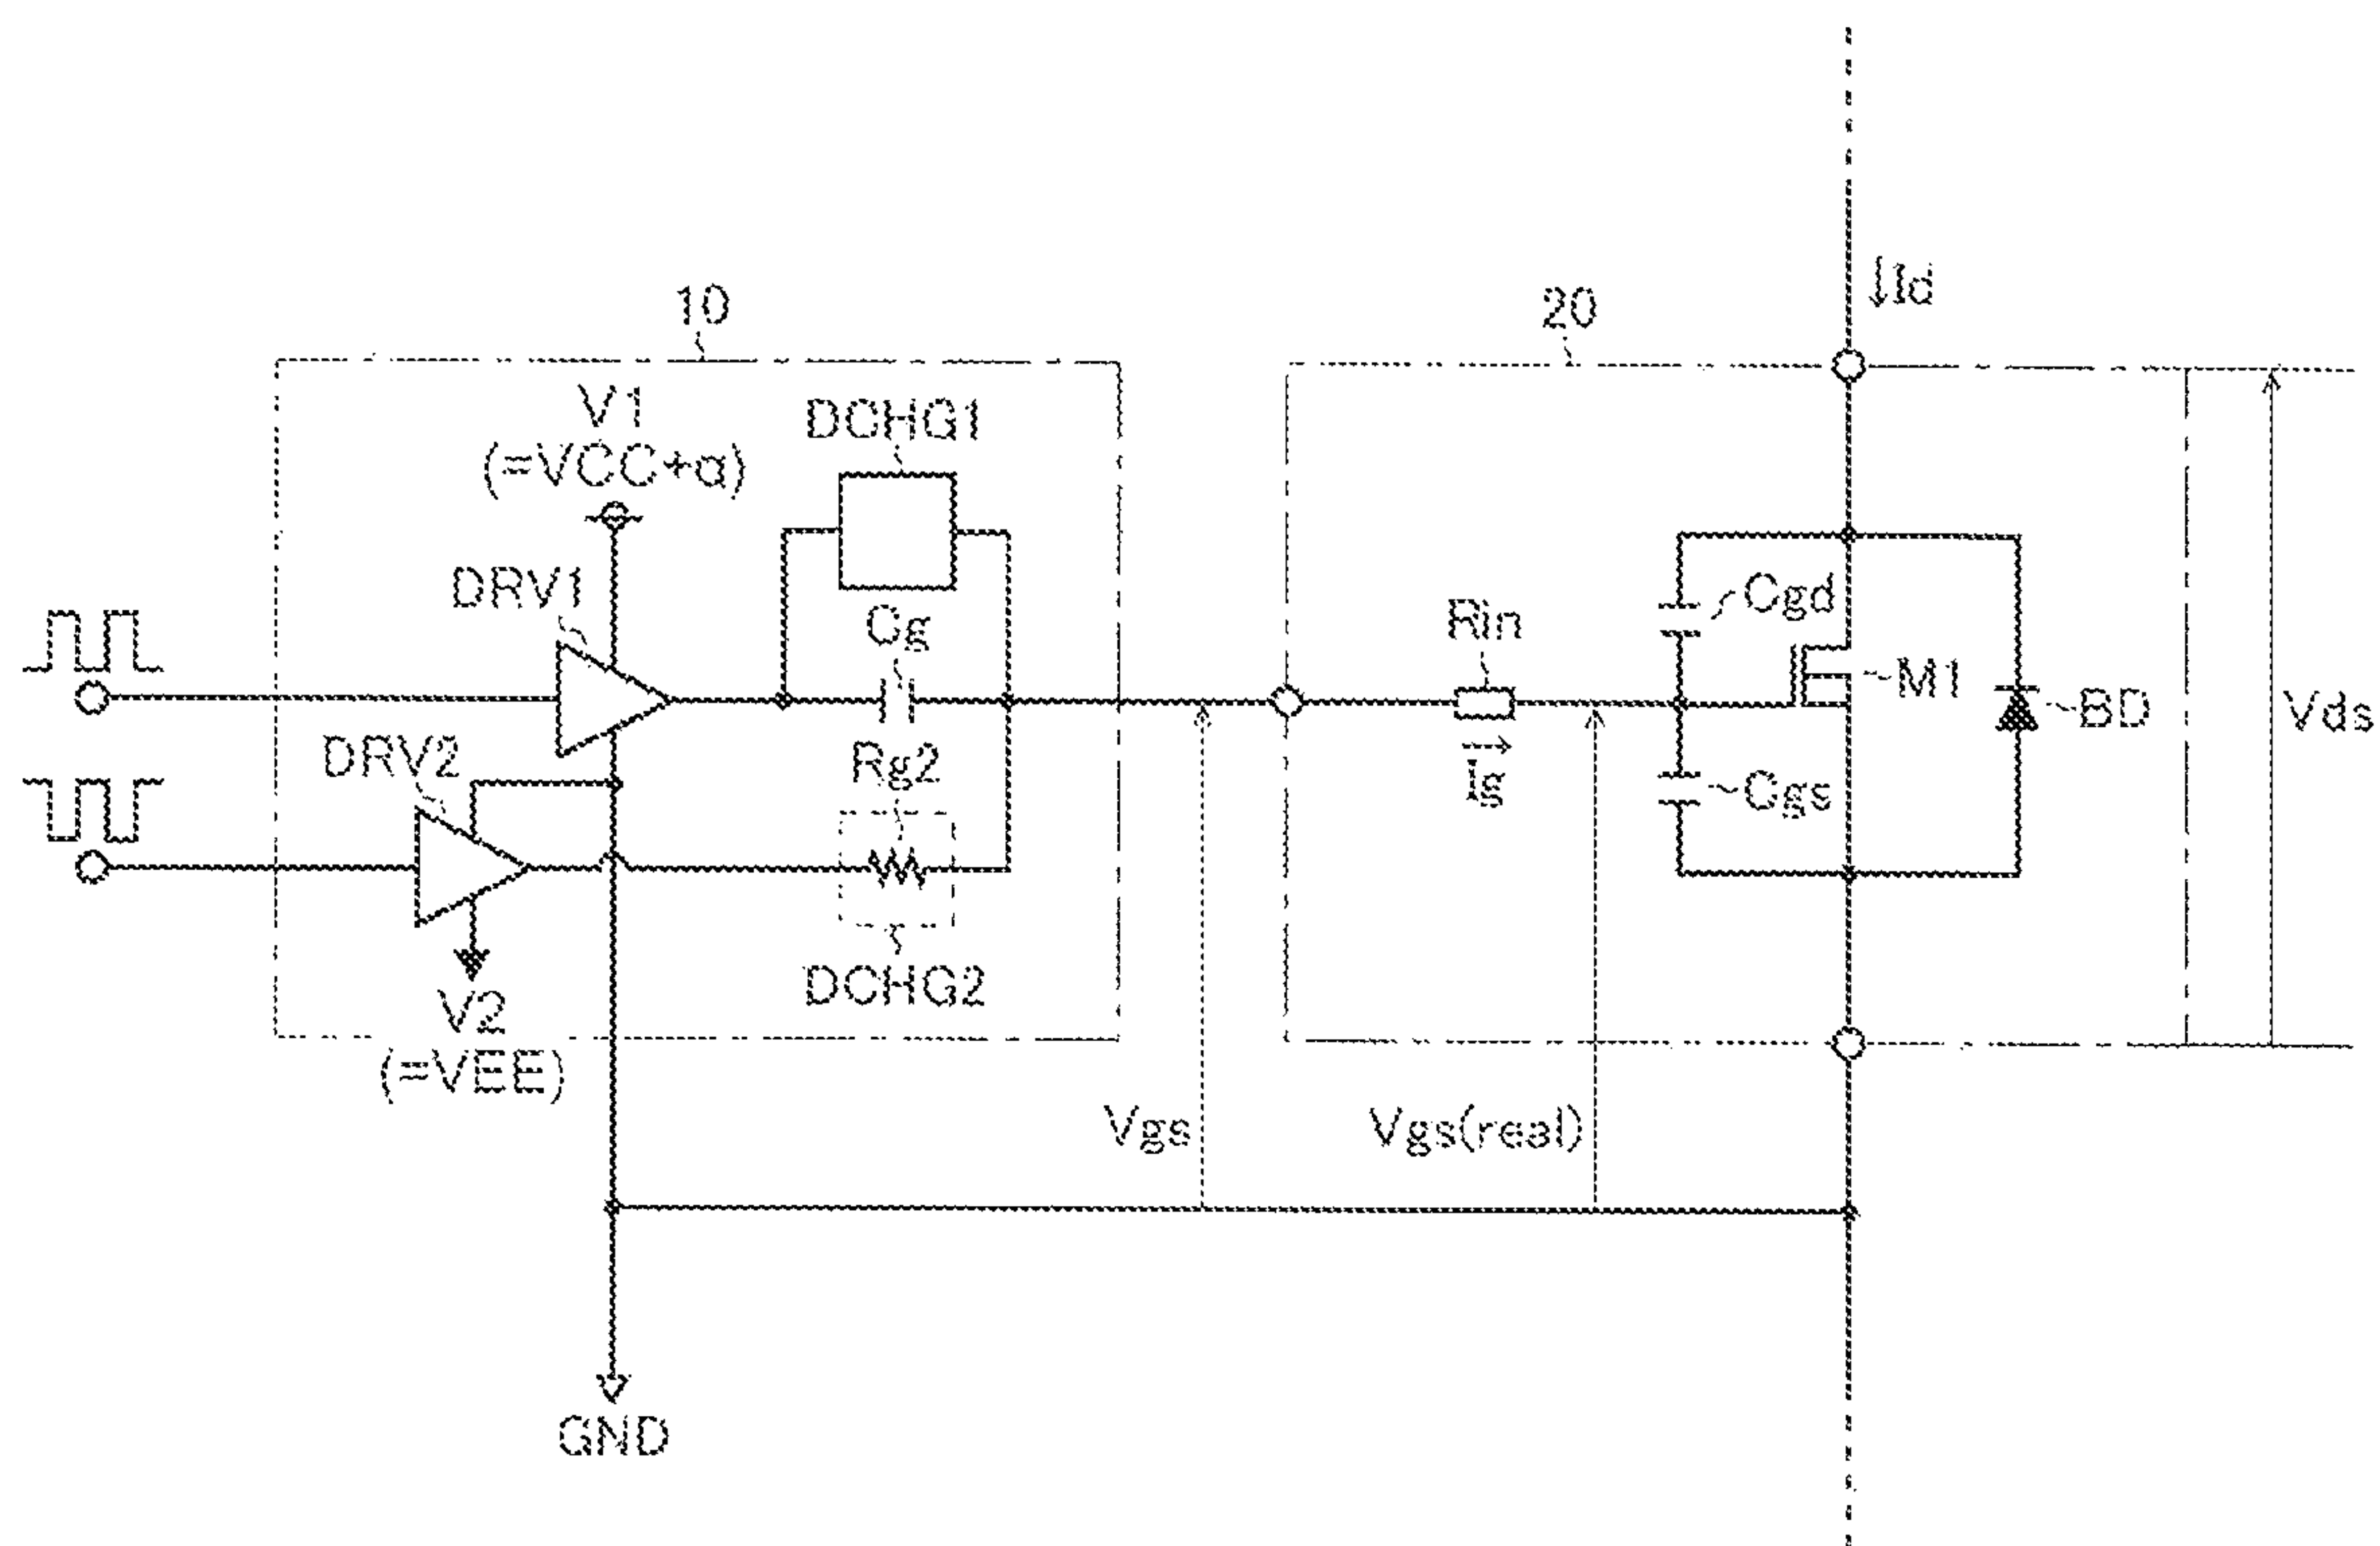 10
20
↓Id
V1
(=VCC+α)
DCHG1
DRV1
Cg
Rin
Cgd
M1
BD
Vds
DRV2
Rg2
Ig
Cgs
DCHG2
V2
(=VEE)
Vgs
Vgs(real)
GND